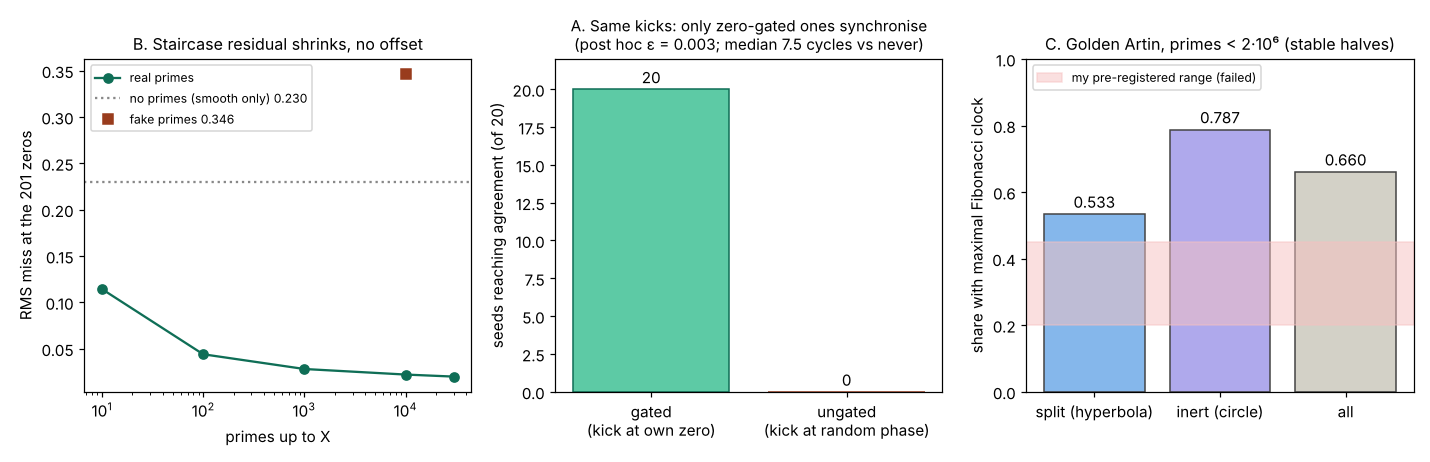 B. Staircase residual shrinks, no offset
RMS miss at the 201 zeros
0.35
0.30
0.25
0.20
0.15
0.10
0.05
real primes
no primes (smooth only) 0.230
fake primes 0.346
10¹
10²
10³
10⁴
primes up to X
A. Same kicks: only zero-gated ones synchronise
(post hoc ε = 0.003; median 7.5 cycles vs never)
seeds reaching agreement (of 20)
20.0
17.5
15.0
12.5
10.0
7.5
5.0
2.5
0.0
20
0
gated
(kick at own zero)
ungated
(kick at random phase)
C. Golden Artin, primes < 2·10⁶ (stable halves)
share with maximal Fibonacci clock
1.0
0.8
0.6
0.4
0.2
0.0
my pre-registered range (failed)
0.533
0.787
0.660
split (hyperbola)
inert (circle)
all